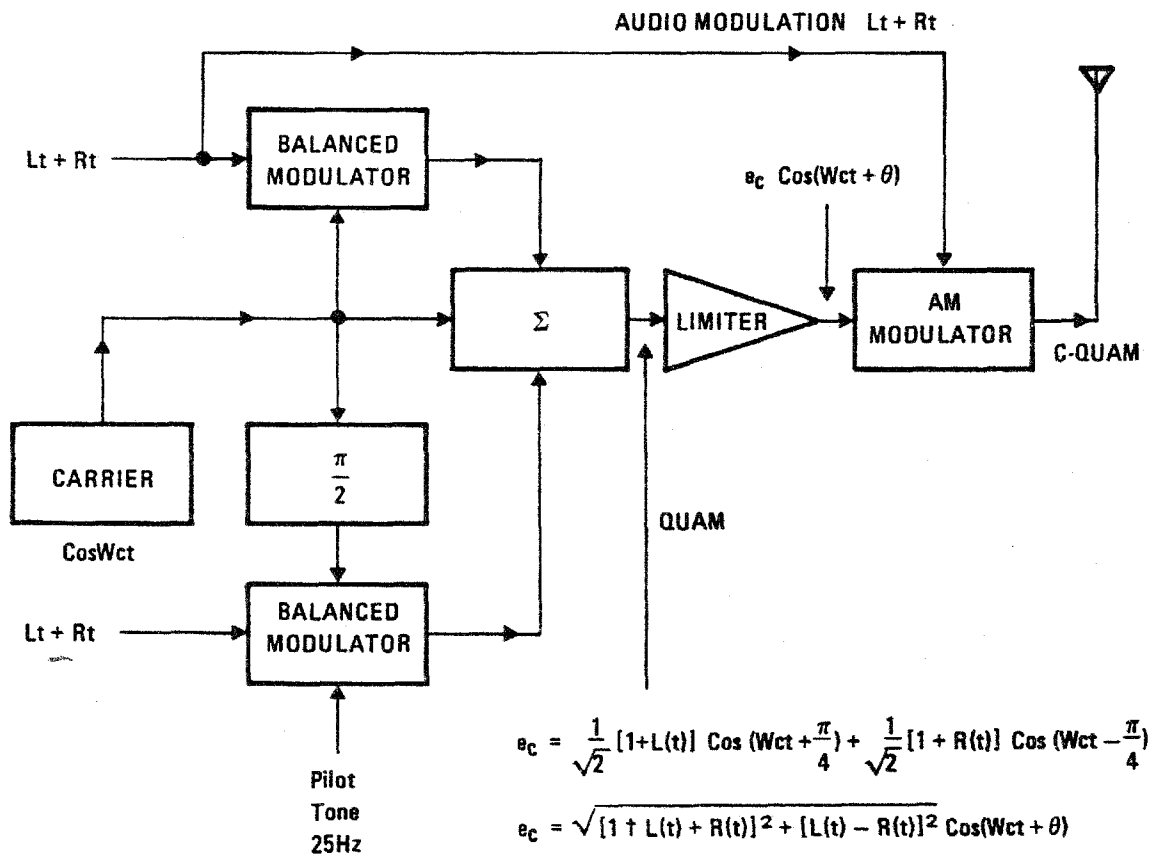 AUDIO MODULATION Lt + Rt
Lt + Rt
BALANCED
MODULATOR
e_c Cos(Wct + θ)
Σ
LIMITER
AM
MODULATOR
C-QUAM
CARRIER
CosWct
π/2
QUAM
Lt + Rt
BALANCED
MODULATOR
Pilot
Tone
25Hz
e_c = 1/√2 [1+L(t)] Cos (Wct + π/4) + 1/√2 [1 + R(t)] Cos (Wct − π/4)
e_c = √([1 † L(t) + R(t)]² + [L(t) − R(t)]²) Cos(Wct + θ)